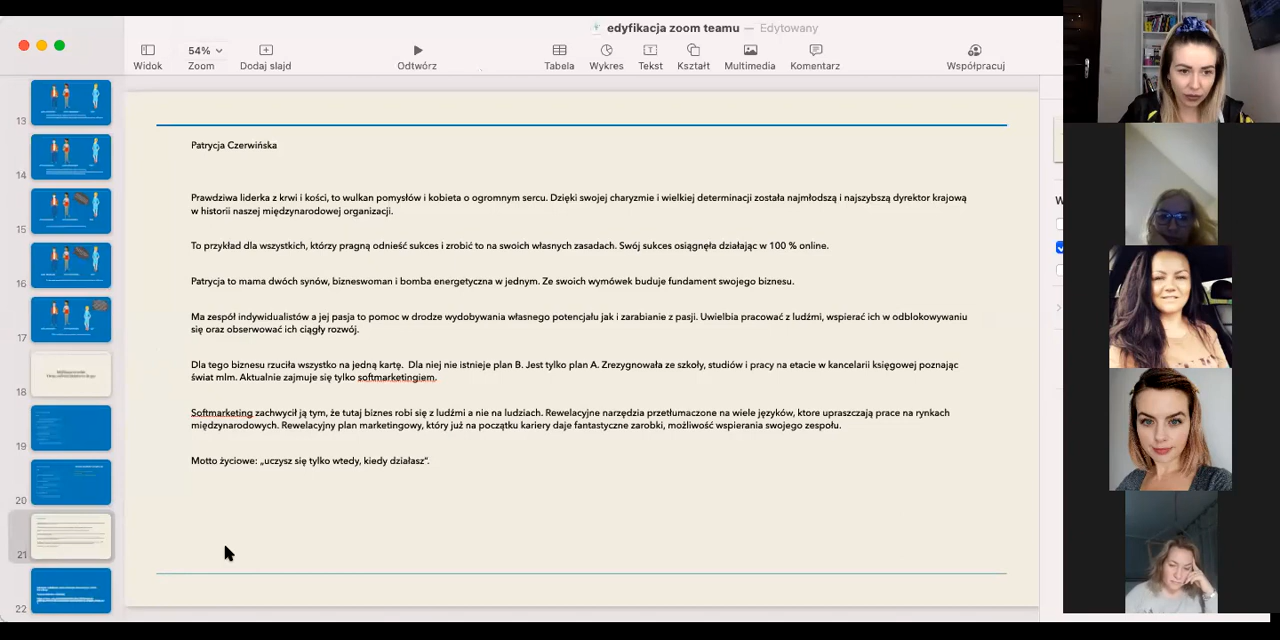 edyfikacja zoom teamu — Edytowany
54%
Widok Zoom Dodaj slajd Odtwórz Tabela Wykres Tekst Kształt Multimedia Komentarz Współpracuj
13
14
15
16
17
18
19
20
21
22
Patrycja Czerwińska
Prawdziwa liderka z krwi i kości, to wulkan pomysłów i kobieta o ogromnym sercu. Dzięki swojej charyzmie i wielkiej determinacji została najmłodszą i najszybszą dyrektor krajową
w historii naszej międzynarodowej organizacji.
To przykład dla wszystkich, którzy pragną odnieść sukces i zrobić to na swoich własnych zasadach. Swój sukces osiągnęła działając w 100 % online.
Patrycja to mama dwóch synów, bizneswoman i bomba energetyczna w jednym. Ze swoich wymówek buduje fundament swojego biznesu.
Ma zespół indywidualistów a jej pasja to pomoc w drodze wydobywania własnego potencjału jak i zarabianie z pasji. Uwielbia pracować z ludźmi, wspierać ich w odblokowywaniu
się oraz obserwować ich ciągły rozwój.
Dla tego biznesu rzuciła wszystko na jedną kartę. Dla niej nie istnieje plan B. Jest tylko plan A. Zrezygnowała ze szkoły, studiów i pracy na etacie w kancelarii księgowej poznając
świat mlm. Aktualnie zajmuje się tylko softmarketingiem.
Softmarketing zachwycił ją tym, że tutaj biznes robi się z ludźmi a nie na ludziach. Rewelacyjne narzędzia przetłumaczone na wiele języków, ktore upraszczają prace na rynkach
międzynarodowych. Rewelacyjny plan marketingowy, który już na początku kariery daje fantastyczne zarobki, możliwość wspierania swojego zespołu.
Motto życiowe: „uczysz się tylko wtedy, kiedy działasz”.